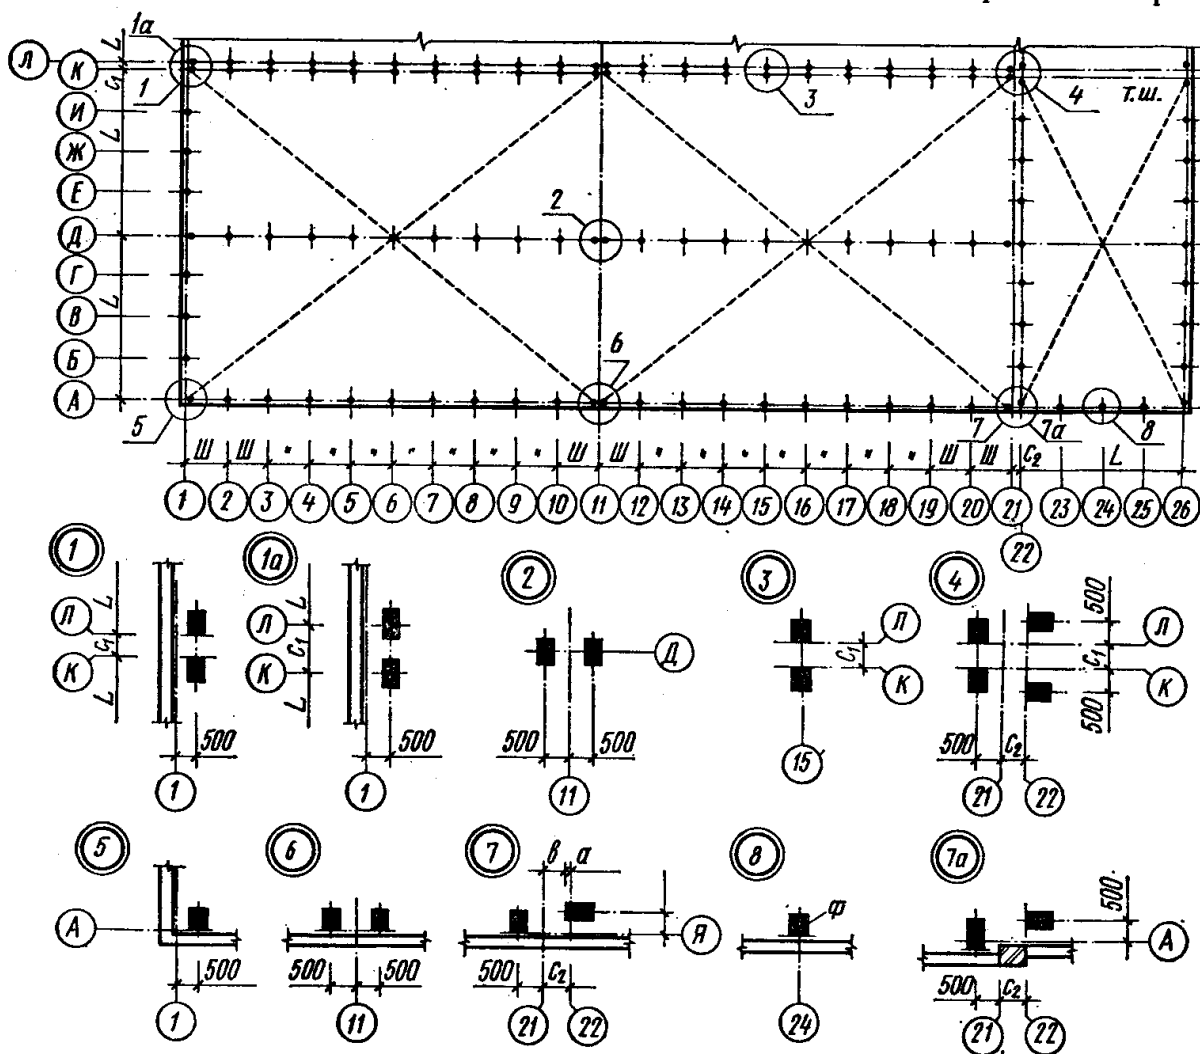 1а
Л
К
И
Ж
Е
Д
Г
В
Б
А
L
C₁
L
L
1
2
3
4
т.ш.
5
6
7
7а
8
Ш Ш " " " " " " " Ш Ш " " " " " " " Ш Ш C₂ L
1 2 3 4 5 6 7 8 9 10 11 12 13 14 15 16 17 18 19 20 21 23 24 25 26
22
1
Л
К
L
C₁
L
500
1
1а
Л
К
L
C₁
L
500
1
2
Д
500 500
11
3
Л
К
C₁
15
4
500
Л
C₁
К
500
500 C₂
21 22
5
А
500
1
6
500 500
11
7
в а
Я
500 C₂
21 22
8
Ф
24
7а
500
А
500 C₂
21 22